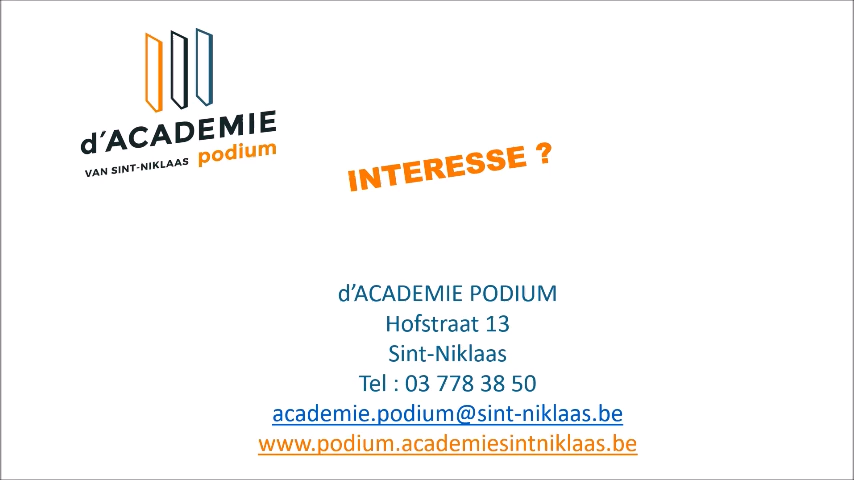 d'ACADEMIE
VAN SINT-NIKLAAS podium
INTERESSE ?
d'ACADEMIE PODIUM
Hofstraat 13
Sint-Niklaas
Tel : 03 778 38 50
academie.podium@sint-niklaas.be
www.podium.academiesintniklaas.be